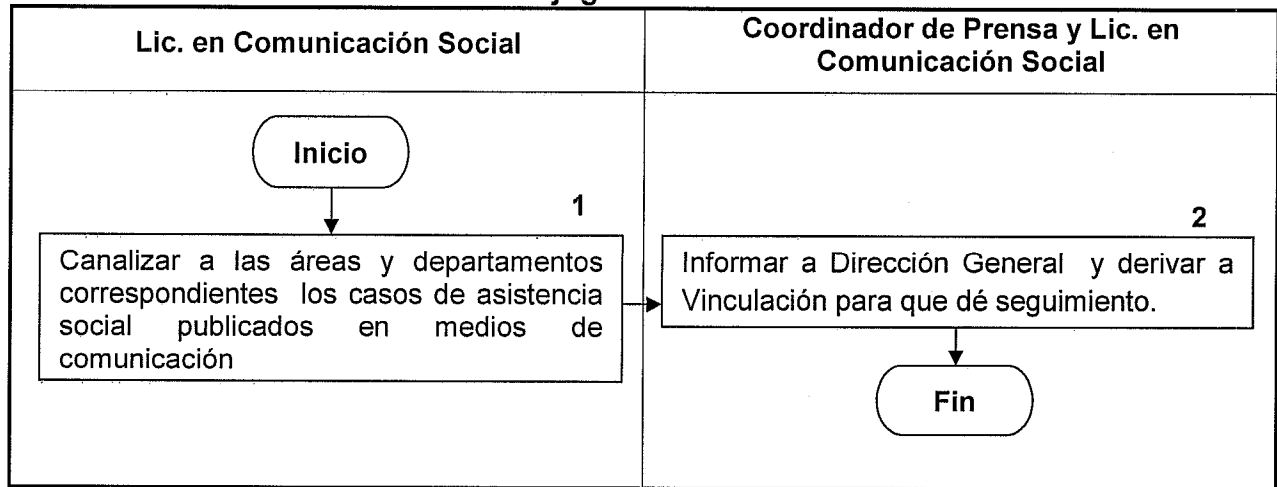 Lic. en Comunicación Social
Coordinador de Prensa y Lic. en
Comunicación Social
Inicio
1
Canalizar a las áreas y departamentos
correspondientes los casos de asistencia
social publicados en medios de
comunicación
2
Informar a Dirección General y derivar a
Vinculación para que dé seguimiento.
Fin